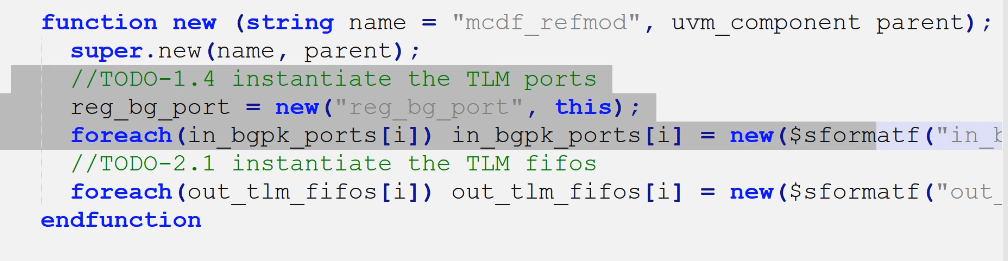 function new (string name = "mcdf_refmod", uvm_component parent);
super.new(name, parent);
//TODO-1.4 instantiate the TLM ports
reg_bg_port = new("reg_bg_port", this);
foreach(in_bgpk_ports[i]) in_bgpk_ports[i] = new($sformatf("in_b
//TODO-2.1 instantiate the TLM fifos
foreach(out_tlm_fifos[i]) out_tlm_fifos[i] = new($sformatf("out_
endfunction